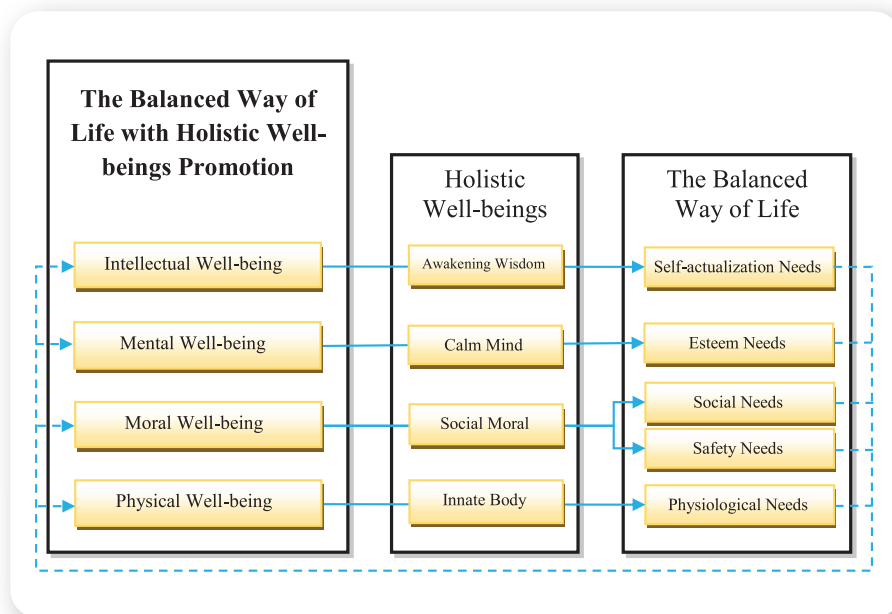 The Balanced Way of
Life with Holistic Well-
beings Promotion
Intellectual Well-being
Mental Well-being
Moral Well-being
Physical Well-being
Holistic
Well-beings
Awakening Wisdom
Calm Mind
Social Moral
Innate Body
The Balanced
Way of Life
Self-actualization Needs
Esteem Needs
Social Needs
Safety Needs
Physiological Needs